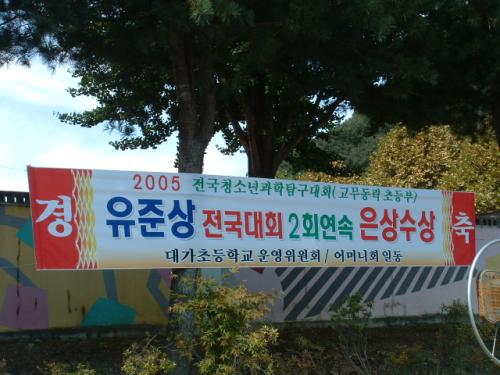 2005 전국청소년과학탐구대회(고무동력 초등부)
경 유준상 전국대회 2회연속 은상수상 축
대가초등학교 운영위원회 / 어머니회 일동